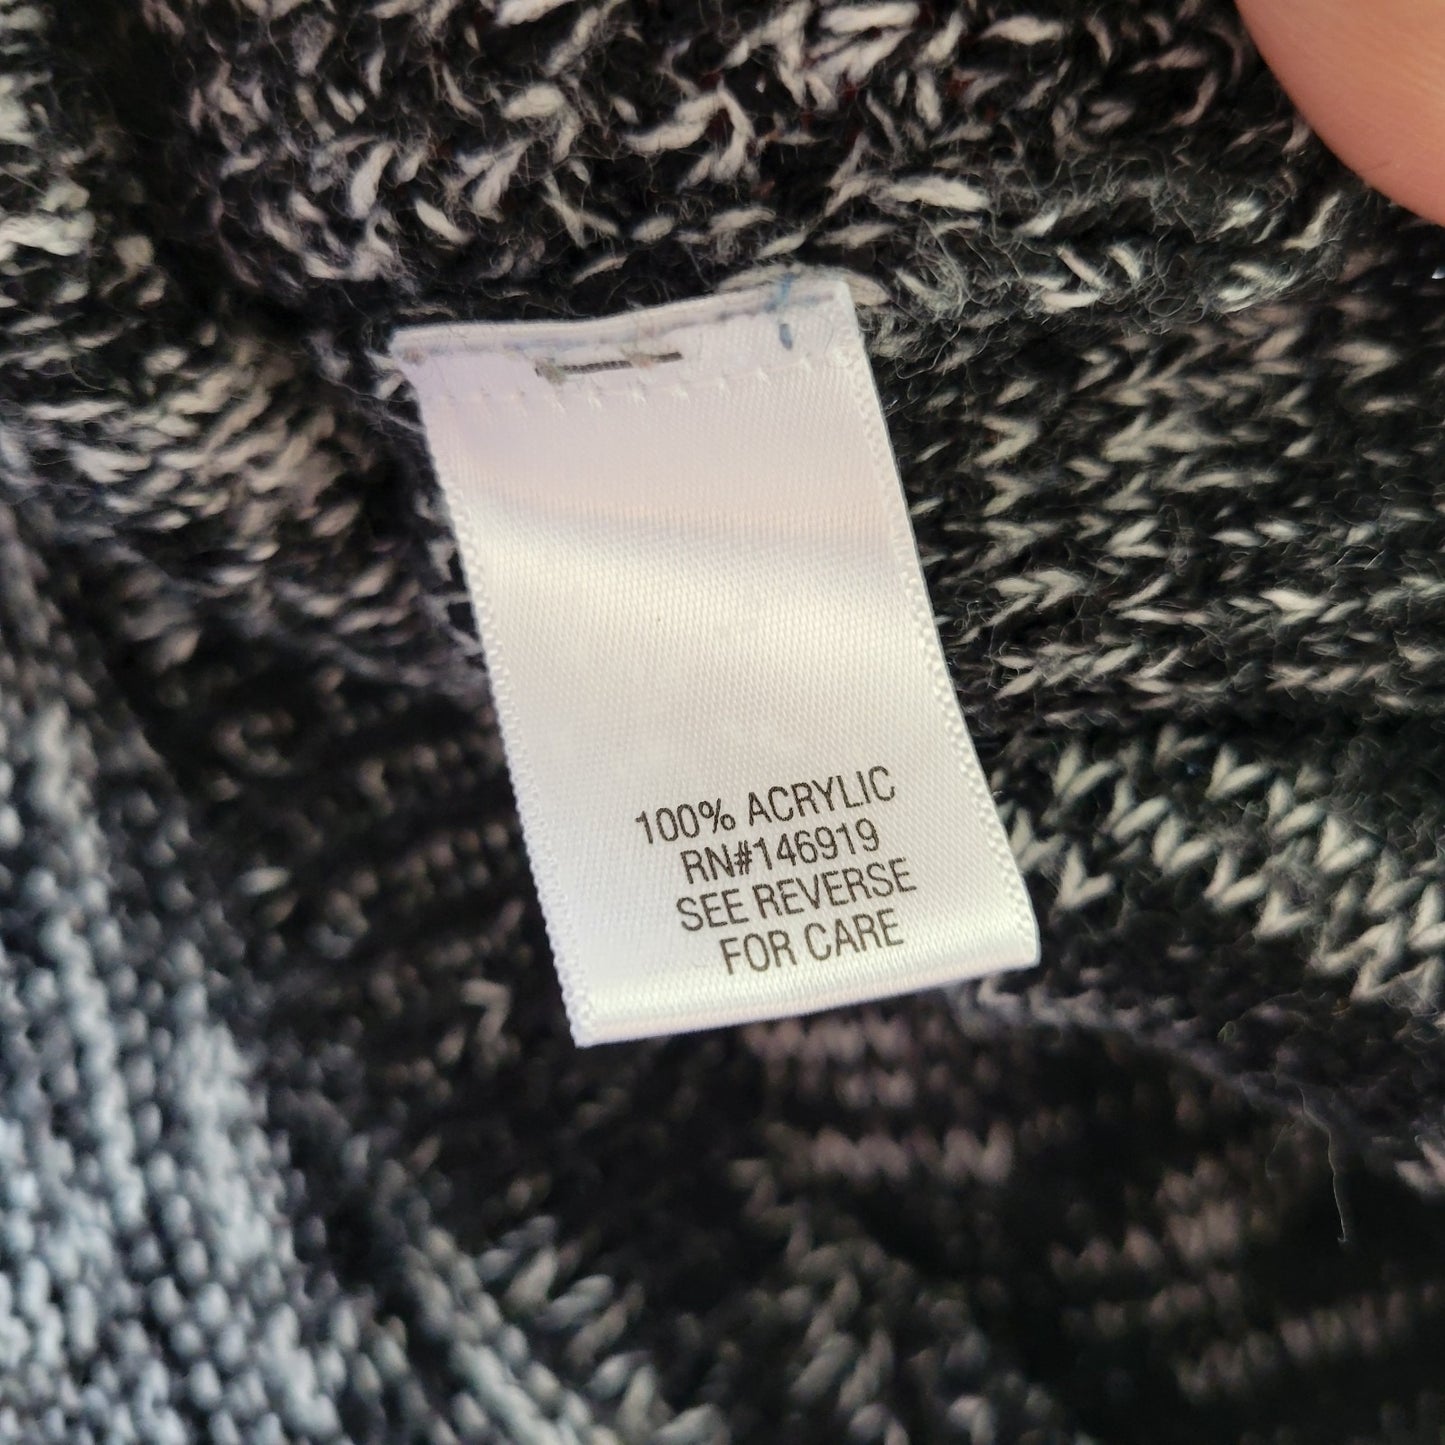 100% ACRYLIC
RN#146919
SEE REVERSE
FOR CARE